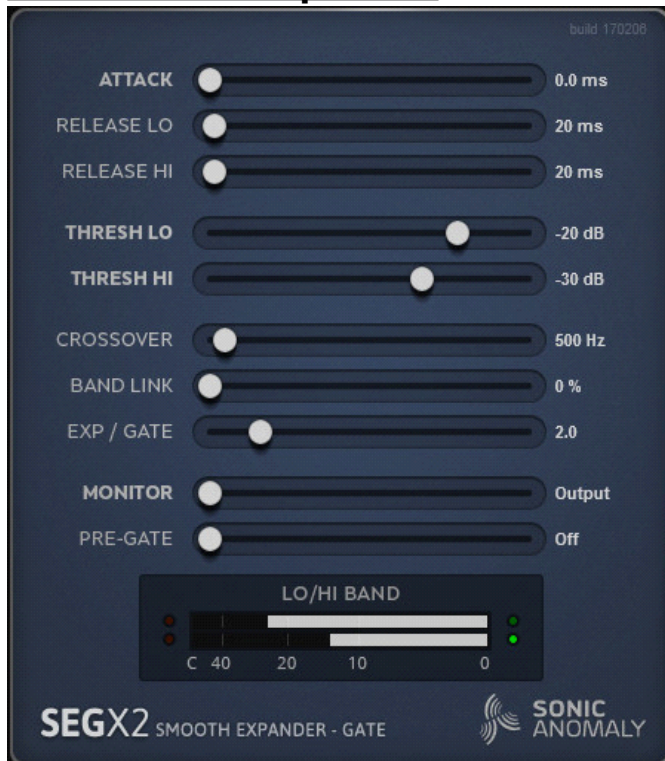 build 170208
ATTACK 0.0 ms
RELEASE LO 20 ms
RELEASE HI 20 ms
THRESH LO -20 dB
THRESH HI -30 dB
CROSSOVER 500 Hz
BAND LINK 0 %
EXP / GATE 2.0
MONITOR Output
PRE-GATE Off
LO/HI BAND
C 40 20 10 0
SEGX2 SMOOTH EXPANDER - GATE
SONIC
ANOMALY